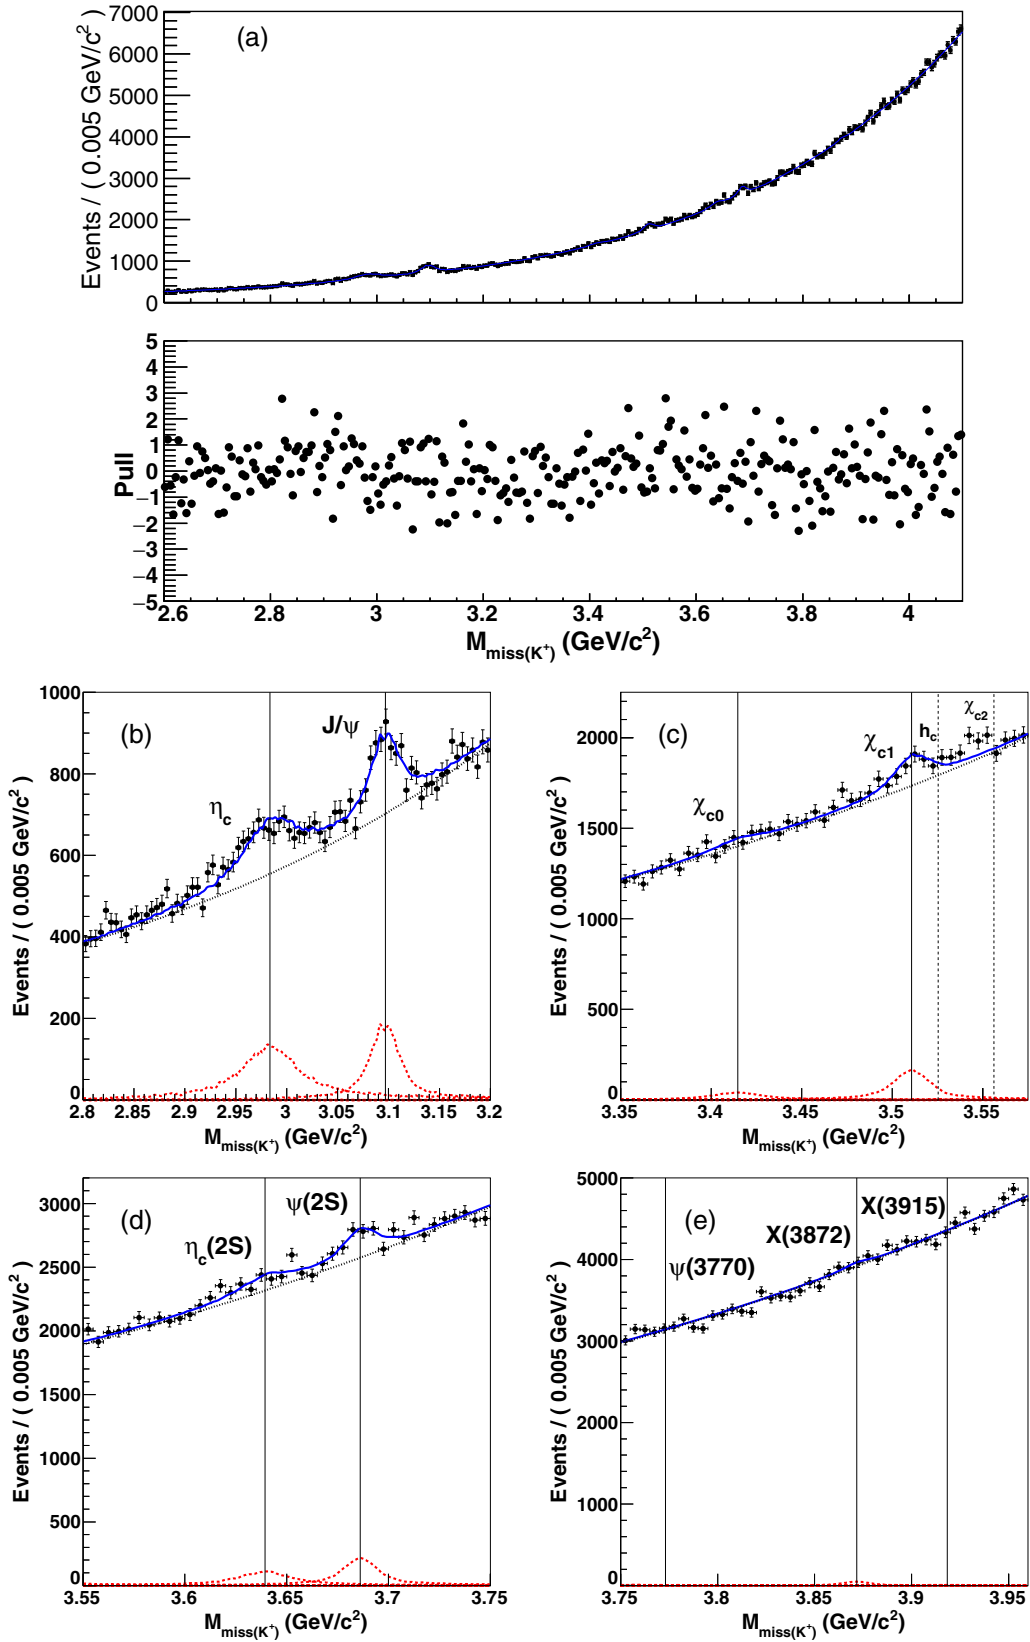 (a)
Events / ( 0.005 GeV/c²)
7000
6000
5000
4000
3000
2000
1000
0
Pull
5
4
3
2
1
0
−1
−2
−3
−4
−5
2.6 2.8 3 3.2 3.4 3.6 3.8 4
M_miss(K⁺) (GeV/c²)
(b)
J/ψ
η_c
Events / ( 0.005 GeV/c²)
1000
800
600
400
200
0
2.8 2.85 2.9 2.95 3 3.05 3.1 3.15 3.2
M_miss(K⁺) (GeV/c²)
(c)
χ_c0
χ_c1
h_c
χ_c2
Events / ( 0.005 GeV/c²)
2000
1500
1000
500
0
3.35 3.4 3.45 3.5 3.55
M_miss(K⁺) (GeV/c²)
(d)
ψ(2S)
η_c(2S)
Events / ( 0.005 GeV/c²)
3000
2500
2000
1500
1000
500
0
3.55 3.6 3.65 3.7 3.75
M_miss(K⁺) (GeV/c²)
(e)
X(3915)
X(3872)
ψ(3770)
Events / ( 0.005 GeV/c²)
5000
4000
3000
2000
1000
0
3.75 3.8 3.85 3.9 3.95
M_miss(K⁺) (GeV/c²)